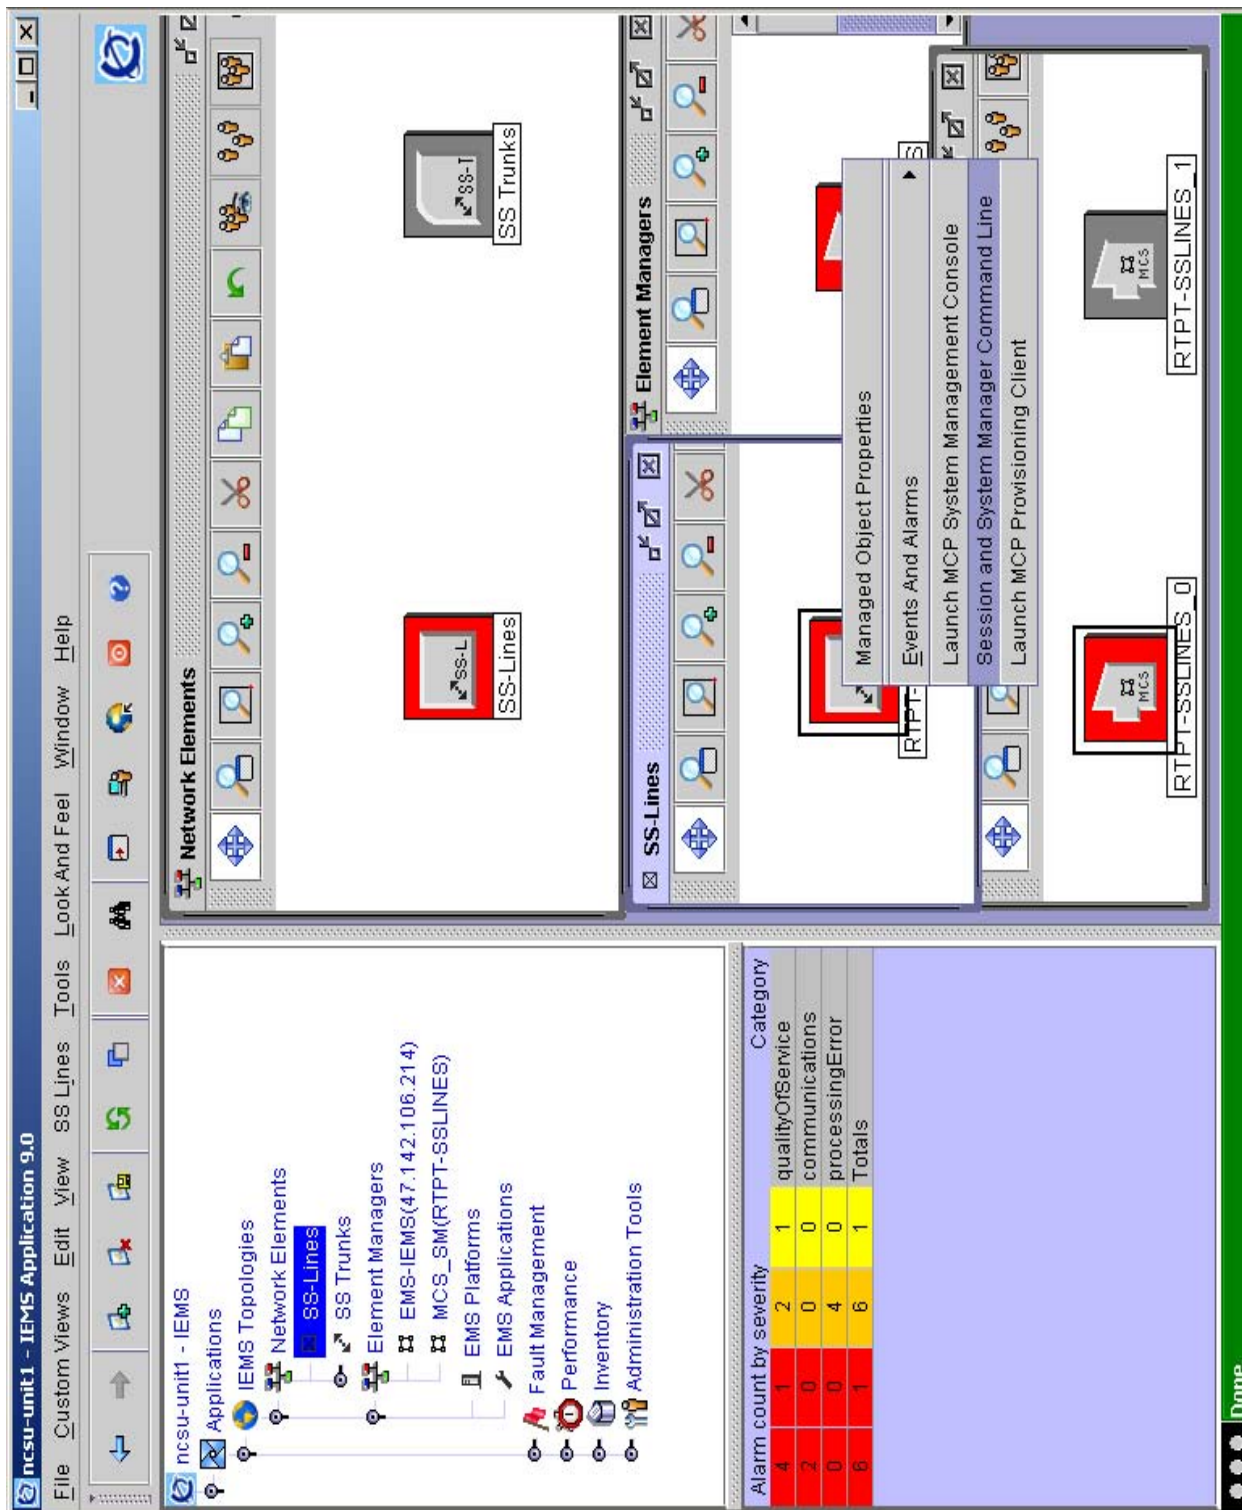 ncsu-unit1 - IEMS Application 9.0
File Custom Views Edit View SS Lines Tools Look And Feel Window Help
ncsu-unit1 - IEMS
Applications
IEMS Topologies
Network Elements
SS-Lines
SS Trunks
Element Managers
EMS-IEMS(47.142.106.214)
MCS_SM(RTPT-SSLINES)
EMS Platforms
EMS Applications
Fault Management
Performance
Inventory
Administration Tools
Alarm count by severity Category
4 1 2 1 qualityOfService
2 0 0 0 communications
0 0 4 0 processingError
6 1 6 1 Totals
Network Elements
SS-L
SS-Lines
SS-T
SS Trunks
SS-Lines
RTPT-
Element Managers
S
Managed Object Properties
Events And Alarms
Launch MCP System Management Console
Session and System Manager Command Line
Launch MCP Provisioning Client
MCS
RTPT-SSLINES_0
MCS
RTPT-SSLINES_1
Done